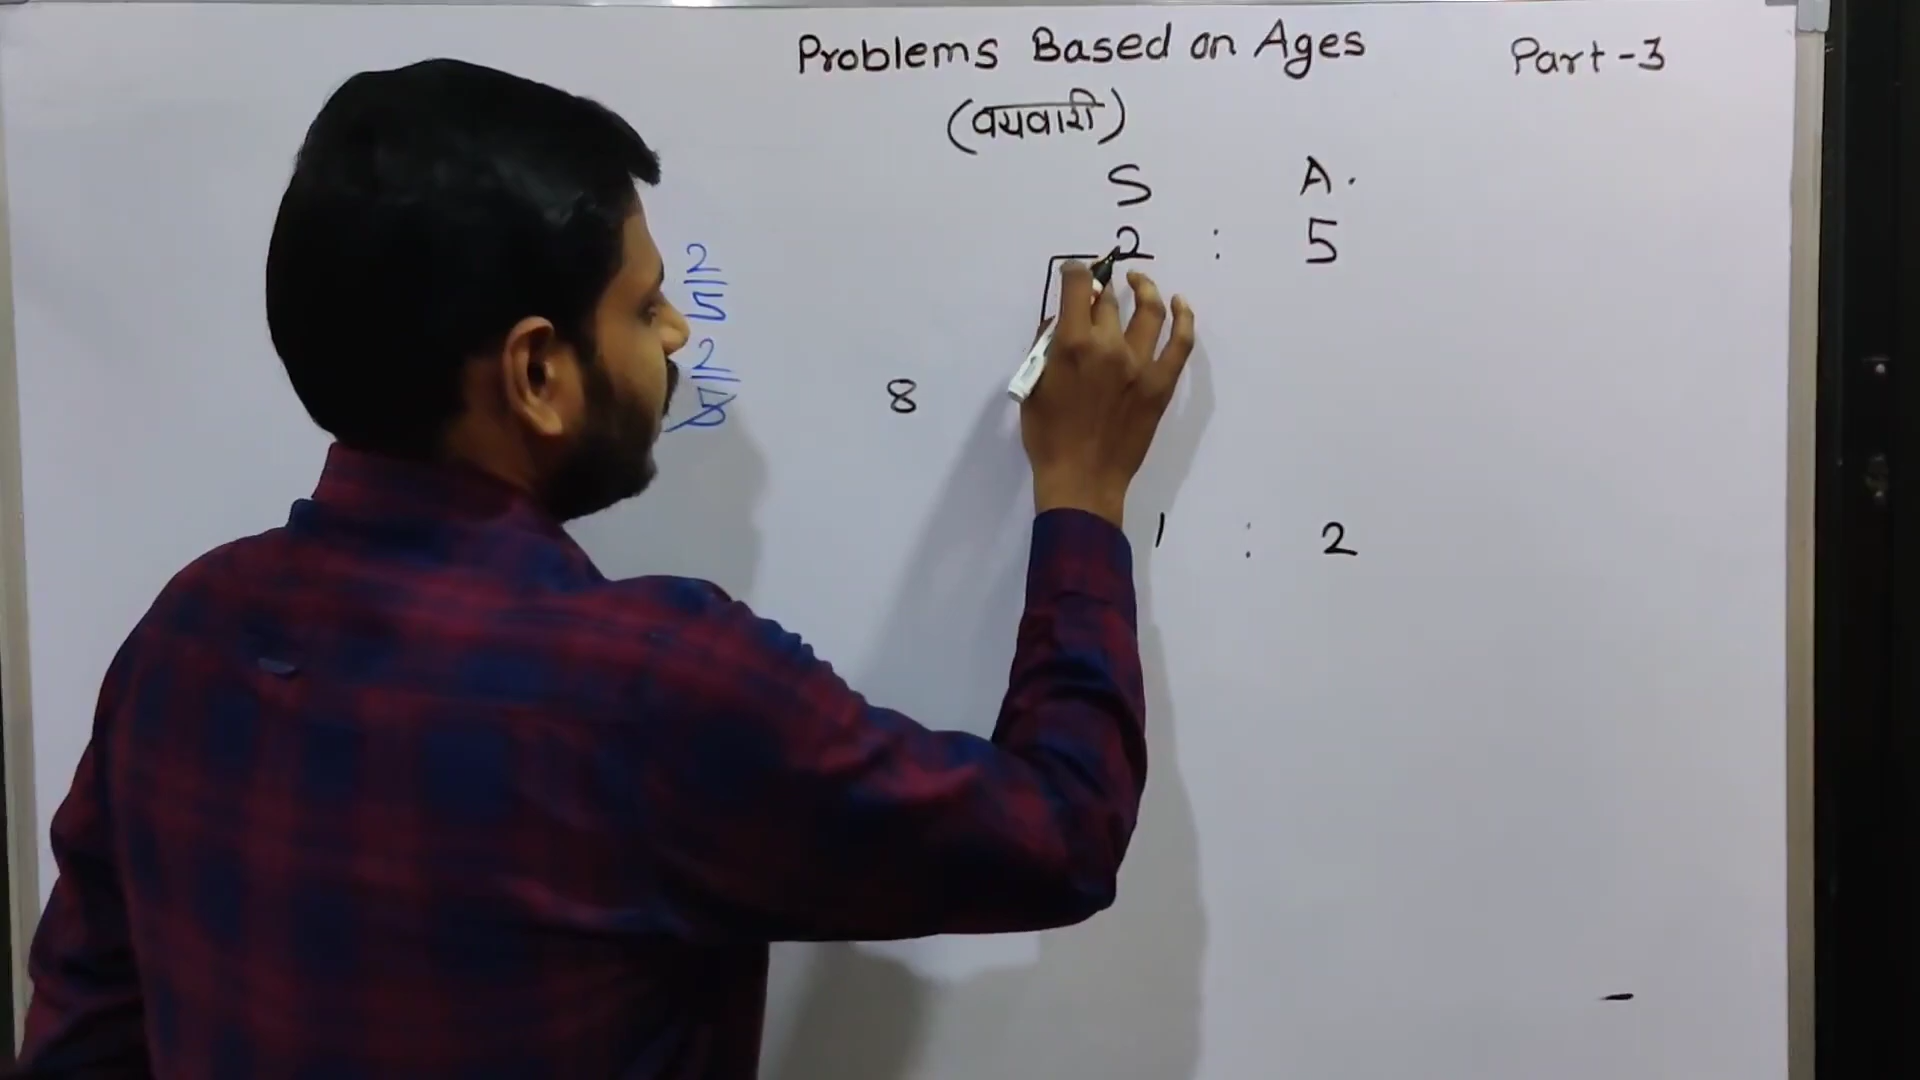 Problems Based on Ages
Part-3
(वयवारी)
S A.
2 : 5
2
5
2
5
8
1 : 2